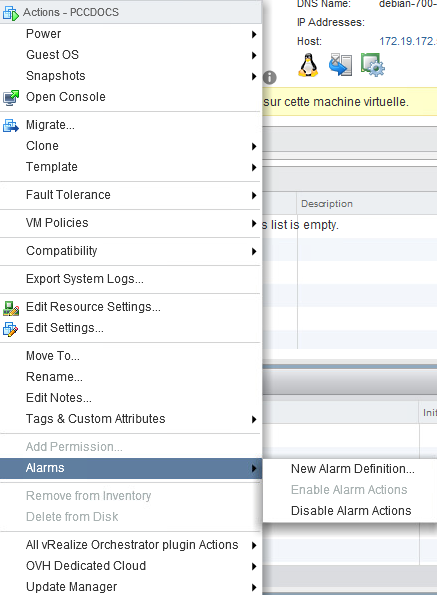 Actions - PCCDOCS
Power
Guest OS
Snapshots
Open Console
Migrate...
Clone
Template
Fault Tolerance
VM Policies
Compatibility
Export System Logs...
Edit Resource Settings...
Edit Settings...
Move To...
Rename...
Edit Notes...
Tags & Custom Attributes
Add Permission...
Alarms
Remove from Inventory
Delete from Disk
All vRealize Orchestrator plugin Actions
OVH Dedicated Cloud
Update Manager
New Alarm Definition...
Enable Alarm Actions
Disable Alarm Actions
DNS Name: debian-700-
IP Addresses:
Host: 172.19.172.
sur cette machine virtuelle.
Description
s list is empty.
Init